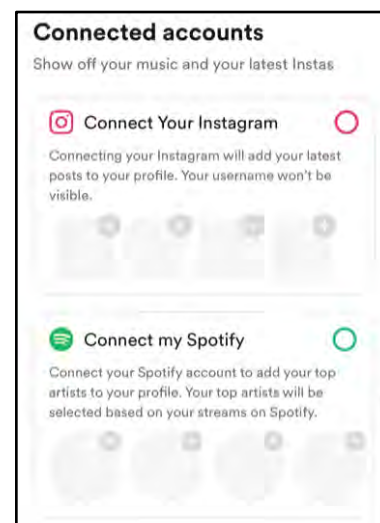 Connected accounts
Show off your music and your latest Instas
Connect Your Instagram
Connecting your Instagram will add your latest
posts to your profile. Your username won't be
visible.
Connect my Spotify
Connect your Spotify account to add your top
artists to your profile. Your top artists will be
selected based on your streams on Spotify.